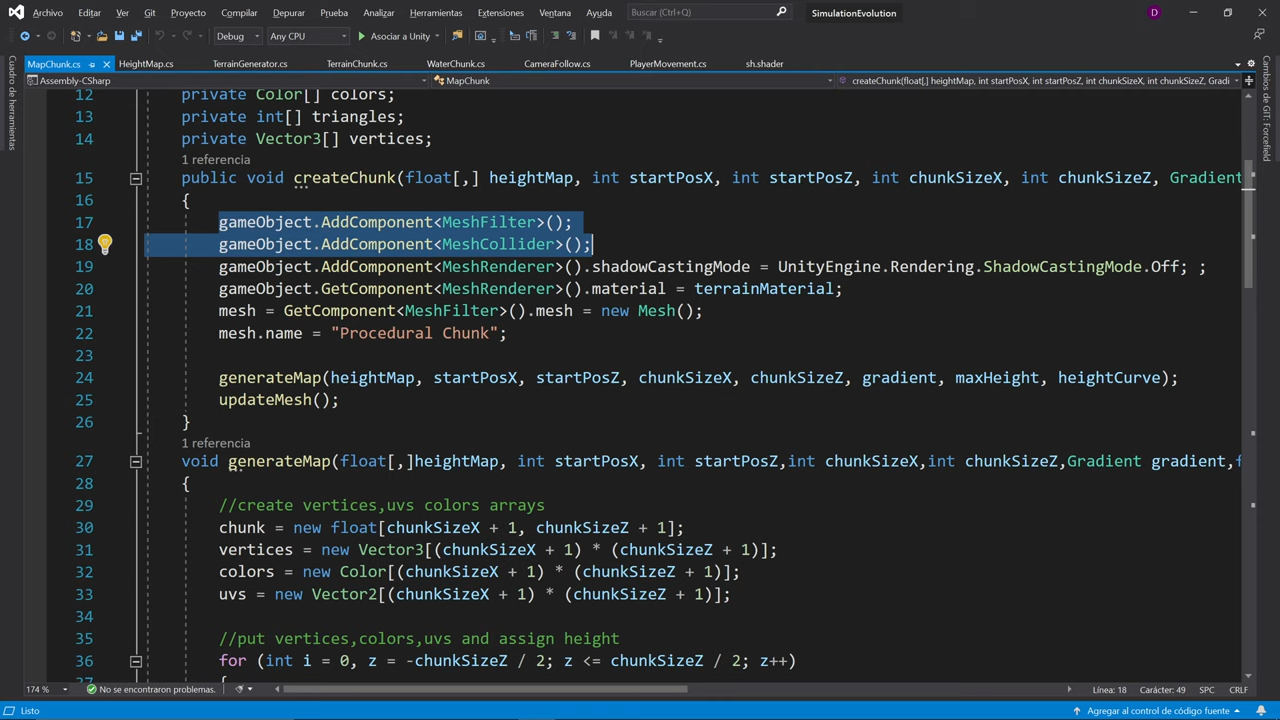 Archivo Editar Ver Git Proyecto Compilar Depurar Prueba Analizar Herramientas Extensiones Ventana Ayuda Buscar (Ctrl+Q) SimulationEvolution D
Debug Any CPU Asociar a Unity
MapChunk.cs HeightMap.cs TerrainGenerator.cs TerrainChunk.cs WaterChunk.cs CameraFollow.cs PlayerMovement.cs sh.shader
Assembly-CSharp MapChunk createChunk(float[,] heightMap, int startPosX, int startPosZ, int chunkSizeX, int chunkSizeZ, Gradi
Cuadro de herramientas
Cambios de GIT: Forcefield
12 private Color[] colors;
13 private int[] triangles;
14 private Vector3[] vertices;
1 referencia
15 public void createChunk(float[,] heightMap, int startPosX, int startPosZ, int chunkSizeX, int chunkSizeZ, Gradient
16 {
17 gameObject.AddComponent<MeshFilter>();
18 gameObject.AddComponent<MeshCollider>();
19 gameObject.AddComponent<MeshRenderer>().shadowCastingMode = UnityEngine.Rendering.ShadowCastingMode.Off; ;
20 gameObject.GetComponent<MeshRenderer>().material = terrainMaterial;
21 mesh = GetComponent<MeshFilter>().mesh = new Mesh();
22 mesh.name = "Procedural Chunk";
23
24 generateMap(heightMap, startPosX, startPosZ, chunkSizeX, chunkSizeZ, gradient, maxHeight, heightCurve);
25 updateMesh();
26 }
1 referencia
27 void generateMap(float[,]heightMap, int startPosX, int startPosZ,int chunkSizeX,int chunkSizeZ,Gradient gradient,f
28 {
29 //create vertices,uvs colors arrays
30 chunk = new float[chunkSizeX + 1, chunkSizeZ + 1];
31 vertices = new Vector3[(chunkSizeX + 1) * (chunkSizeZ + 1)];
32 colors = new Color[(chunkSizeX + 1) * (chunkSizeZ + 1)];
33 uvs = new Vector2[(chunkSizeX + 1) * (chunkSizeZ + 1)];
34
35 //put vertices,colors,uvs and assign height
36 for (int i = 0, z = -chunkSizeZ / 2; z <= chunkSizeZ / 2; z++)
37 {
174 % No se encontraron problemas. Línea: 18 Carácter: 49 SPC CRLF
Listo Agregar al control de código fuente